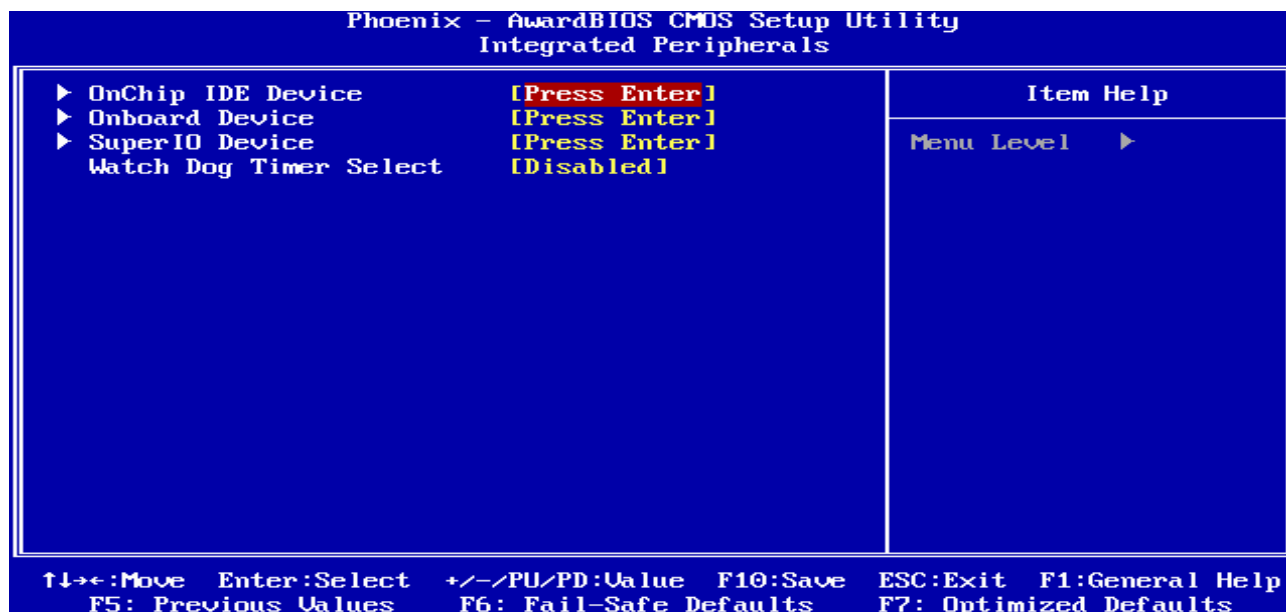 Phoenix - AwardBIOS CMOS Setup Utility
Integrated Peripherals
▶ OnChip IDE Device [Press Enter]
▶ Onboard Device [Press Enter]
▶ SuperIO Device [Press Enter]
Watch Dog Timer Select [Disabled]
Item Help
Menu Level ▶
↑↓→←:Move Enter:Select +/-/PU/PD:Value F10:Save ESC:Exit F1:General Help
F5: Previous Values F6: Fail-Safe Defaults F7: Optimized Defaults